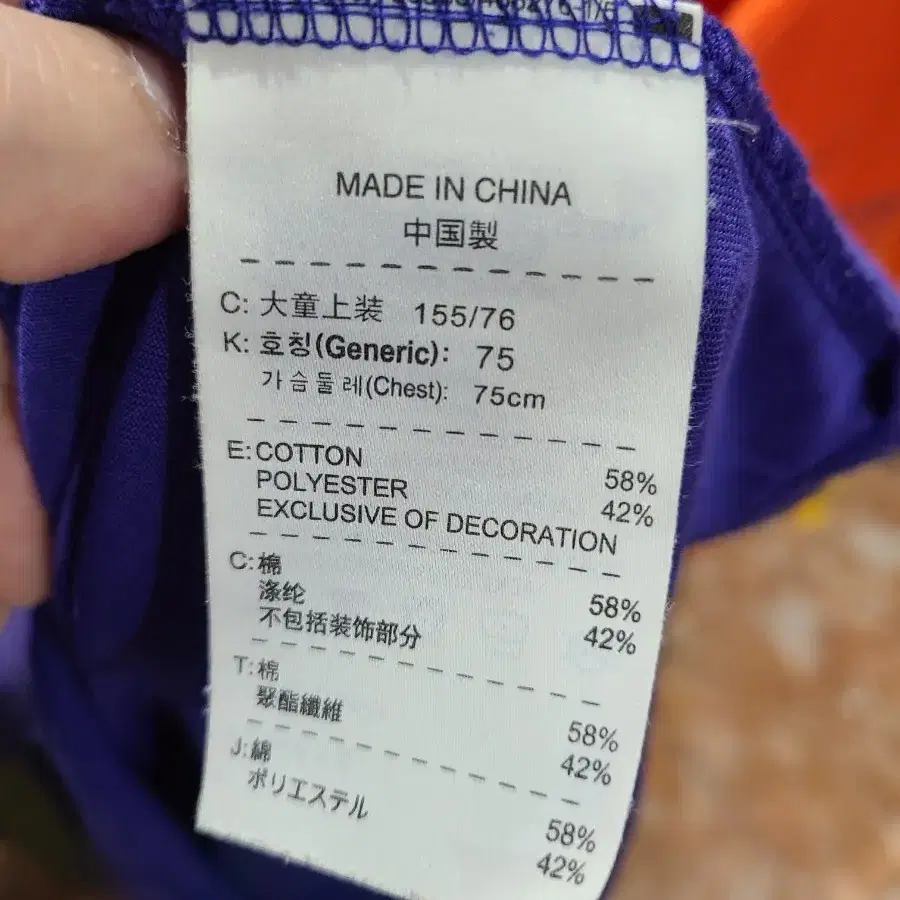 MADE IN CHINA
中国製
C: 大童上装 155/76
K: 호칭(Generic): 75
가슴둘레(Chest): 75cm
E: COTTON 58%
POLYESTER 42%
EXCLUSIVE OF DECORATION
C: 棉 58%
涤纶 42%
不包括装饰部分
T: 棉 58%
聚酯纖維 42%
J: 綿 58%
ポリエステル 42%